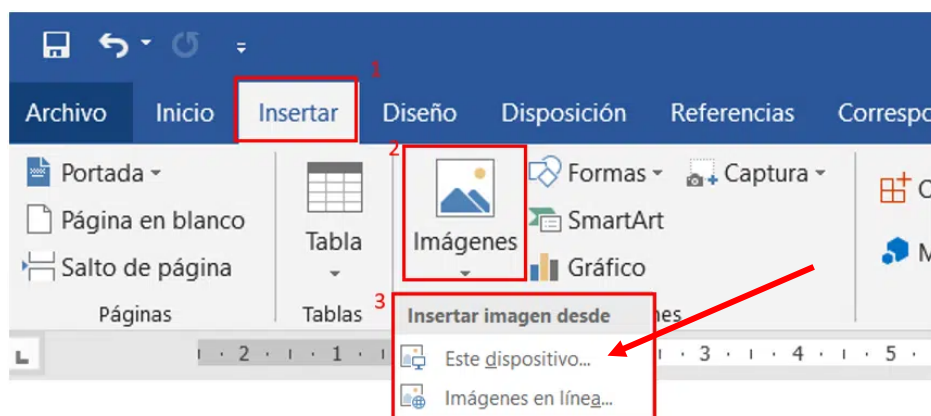 1
Archivo Inicio Insertar Diseño Disposición Referencias
2
Portada Formas Captura
Página en blanco SmartArt
Tabla Imágenes
Salto de página Gráfico
Páginas Tablas
3
Insertar imagen desde
L 2 1 3 4 5
Este dispositivo...
Imágenes en línea...